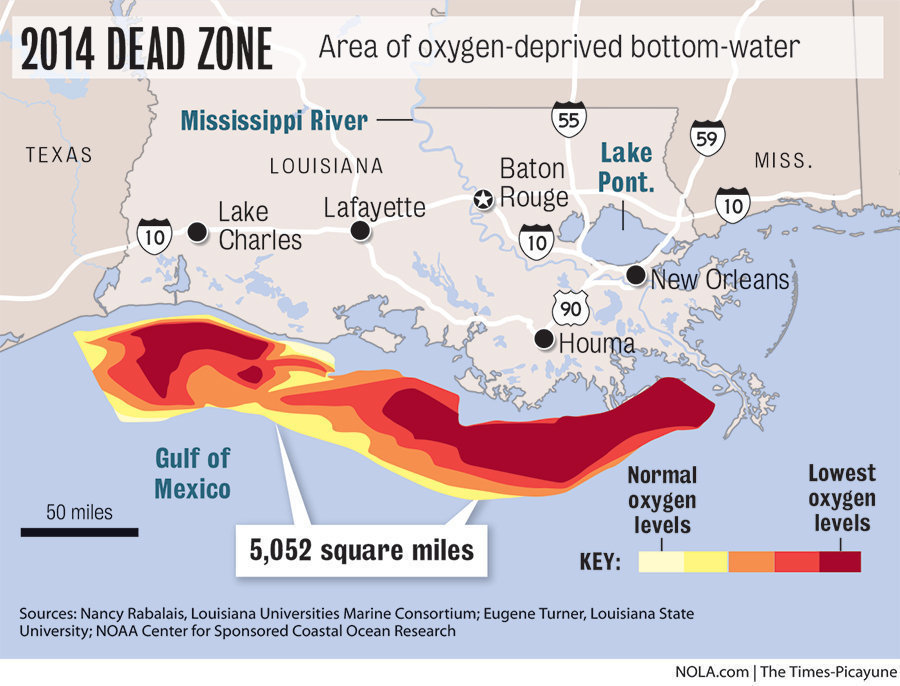 2014 DEAD ZONE
Area of oxygen-deprived bottom-water
Mississippi River
55
59
TEXAS
LOUISIANA
Lake
Pont.
MISS.
Baton
Rouge
Lake
Charles
Lafayette
10
10
10
New Orleans
90
Houma
Gulf of
Mexico
50 miles
5,052 square miles
Normal
oxygen
levels
Lowest
oxygen
levels
KEY:
Sources: Nancy Rabalais, Louisiana Universities Marine Consortium; Eugene Turner, Louisiana State
University; NOAA Center for Sponsored Coastal Ocean Research
NOLA.com | The Times-Picayune